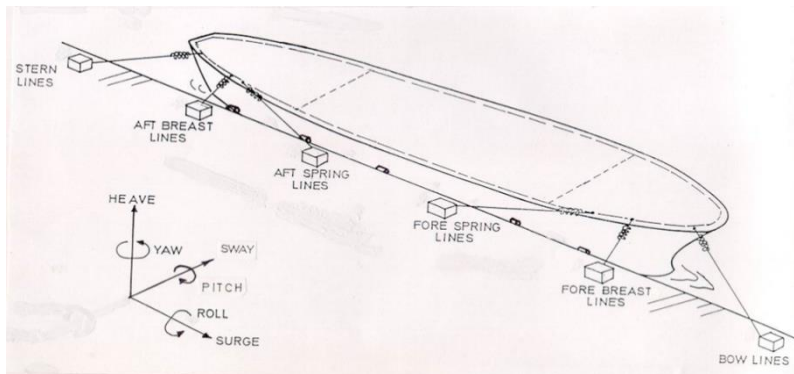 STERN
LINES
AFT BREAST
LINES
AFT SPRING
LINES
FORE SPRING
LINES
FORE BREAST
LINES
BOW LINES
HEAVE
YAW
SWAY
PITCH
ROLL
SURGE